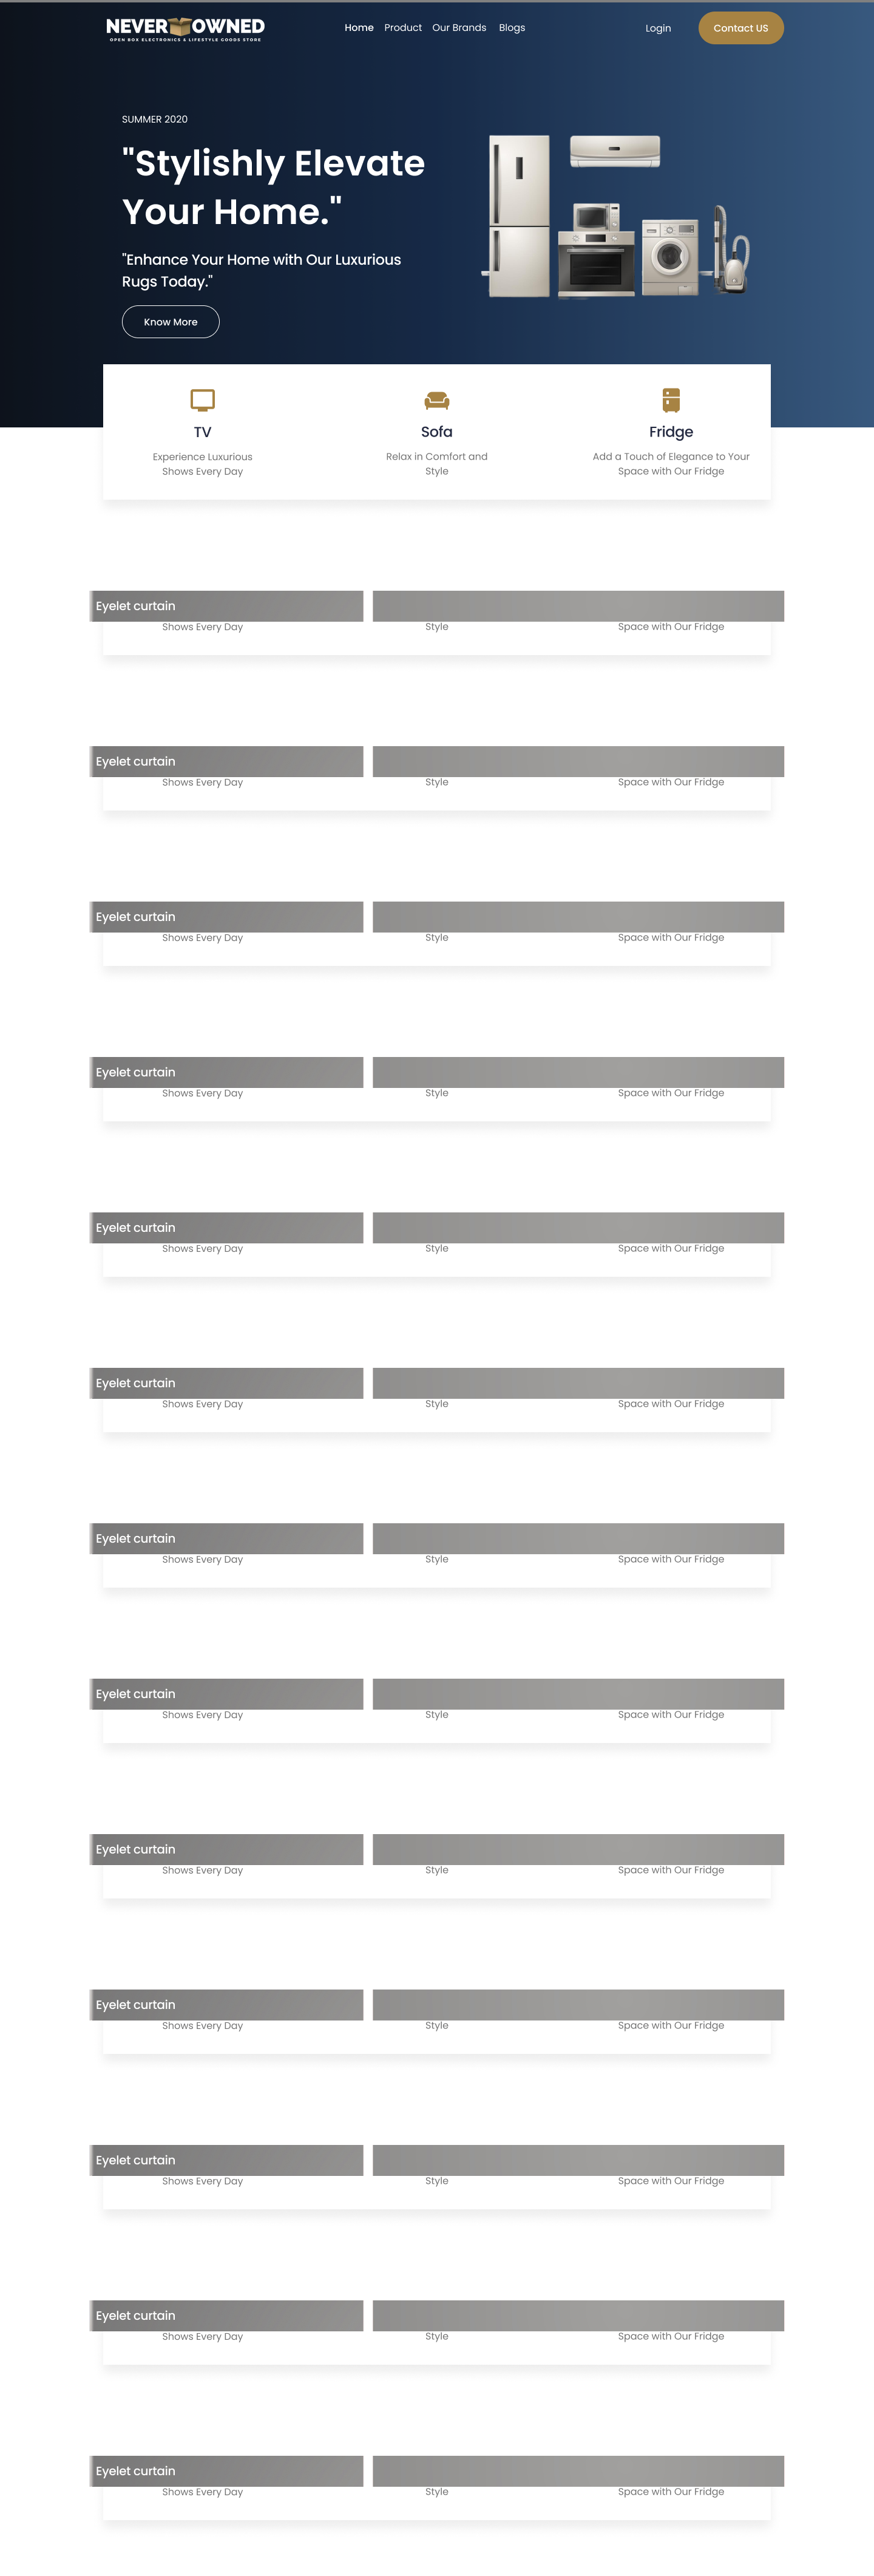 NEVER OWNED
OPEN BOX ELECTRONICS & LIFESTYLE GOODS STORE
Home Product Our Brands Blogs
Login
Contact US
SUMMER 2020
"Stylishly Elevate
Your Home."
"Enhance Your Home with Our Luxurious
Rugs Today."
Know More
TV
Experience Luxurious
Shows Every Day
Sofa
Relax in Comfort and
Style
Fridge
Add a Touch of Elegance to Your
Space with Our Fridge
Eyelet curtain
Shows Every Day Style Space with Our Fridge
Eyelet curtain
Shows Every Day Style Space with Our Fridge
Eyelet curtain
Shows Every Day Style Space with Our Fridge
Eyelet curtain
Shows Every Day Style Space with Our Fridge
Eyelet curtain
Shows Every Day Style Space with Our Fridge
Eyelet curtain
Shows Every Day Style Space with Our Fridge
Eyelet curtain
Shows Every Day Style Space with Our Fridge
Eyelet curtain
Shows Every Day Style Space with Our Fridge
Eyelet curtain
Shows Every Day Style Space with Our Fridge
Eyelet curtain
Shows Every Day Style Space with Our Fridge
Eyelet curtain
Shows Every Day Style Space with Our Fridge
Eyelet curtain
Shows Every Day Style Space with Our Fridge
Eyelet curtain
Shows Every Day Style Space with Our Fridge